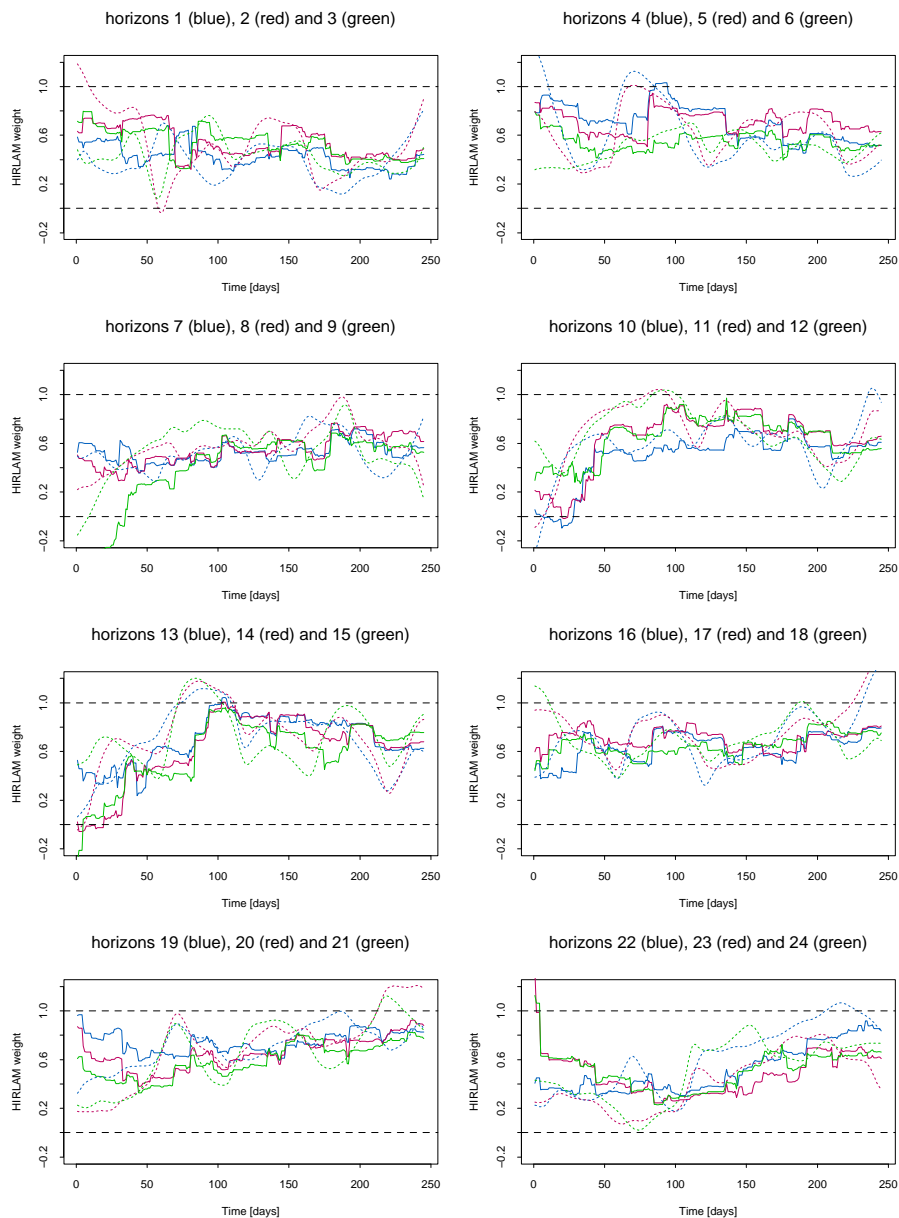 horizons 1 (blue), 2 (red) and 3 (green)
HIRLAM weight
−0.2 0.2 0.6 1.0
0 50 100 150 200 250
Time [days]
horizons 4 (blue), 5 (red) and 6 (green)
HIRLAM weight
−0.2 0.2 0.6 1.0
0 50 100 150 200 250
Time [days]
horizons 7 (blue), 8 (red) and 9 (green)
HIRLAM weight
−0.2 0.2 0.6 1.0
0 50 100 150 200 250
Time [days]
horizons 10 (blue), 11 (red) and 12 (green)
HIRLAM weight
−0.2 0.2 0.6 1.0
0 50 100 150 200 250
Time [days]
horizons 13 (blue), 14 (red) and 15 (green)
HIRLAM weight
−0.2 0.2 0.6 1.0
0 50 100 150 200 250
Time [days]
horizons 16 (blue), 17 (red) and 18 (green)
HIRLAM weight
−0.2 0.2 0.6 1.0
0 50 100 150 200 250
Time [days]
horizons 19 (blue), 20 (red) and 21 (green)
HIRLAM weight
−0.2 0.2 0.6 1.0
0 50 100 150 200 250
Time [days]
horizons 22 (blue), 23 (red) and 24 (green)
HIRLAM weight
−0.2 0.2 0.6 1.0
0 50 100 150 200 250
Time [days]